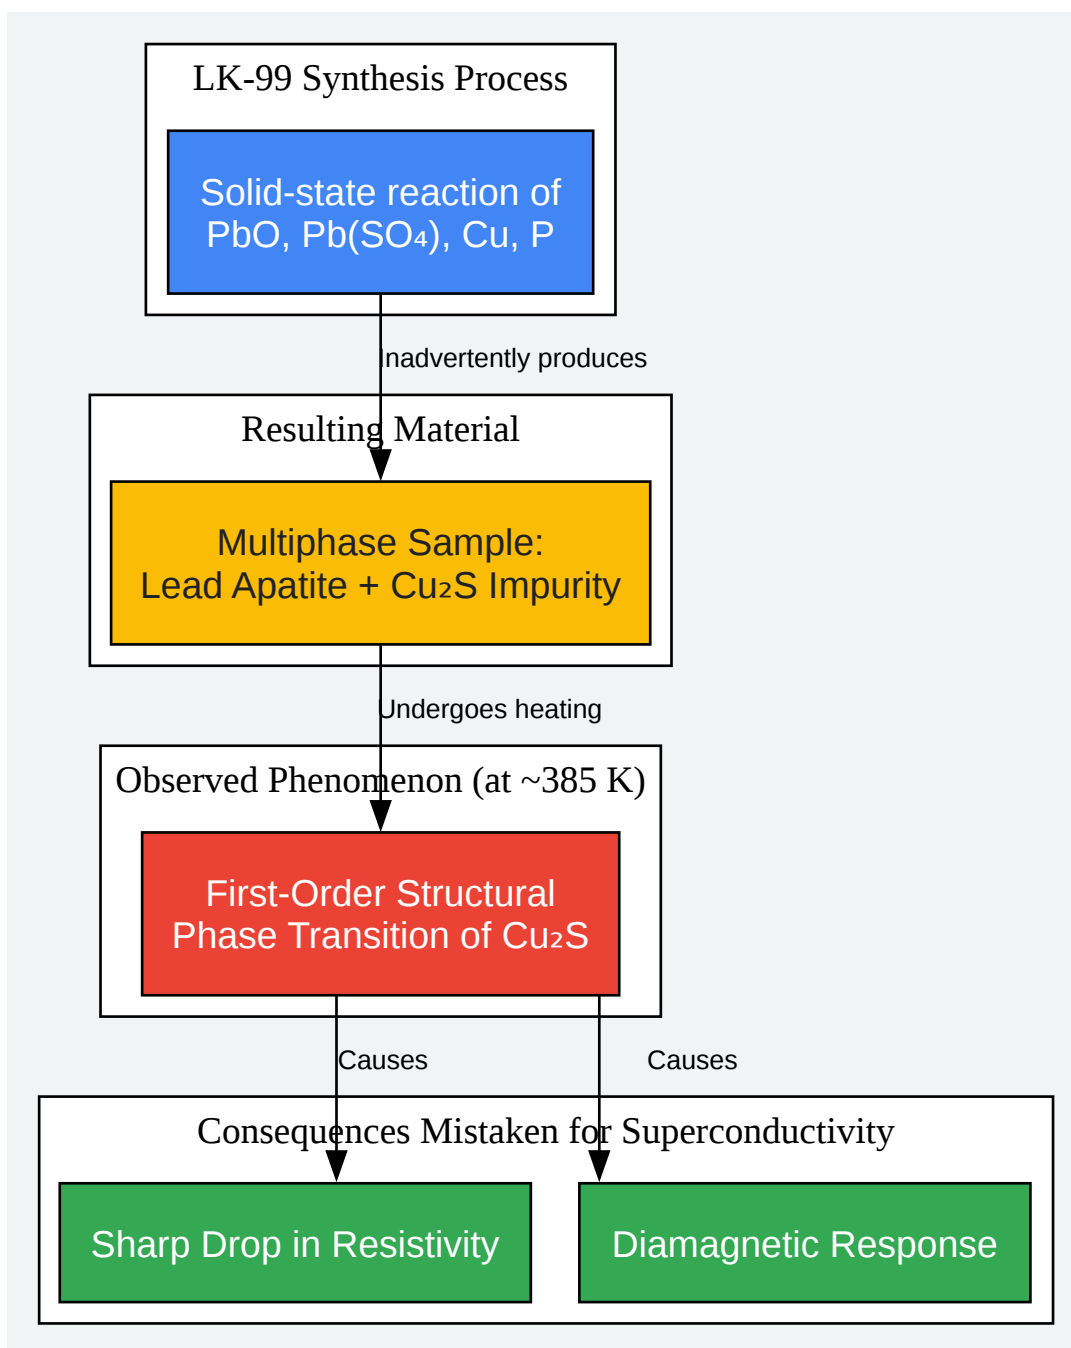 LK-99 Synthesis Process
Solid-state reaction of
PbO, Pb(SO₄), Cu, P
Inadvertently produces
Resulting Material
Multiphase Sample:
Lead Apatite + Cu₂S Impurity
Undergoes heating
Observed Phenomenon (at ~385 K)
First-Order Structural
Phase Transition of Cu₂S
Causes
Causes
Consequences Mistaken for Superconductivity
Sharp Drop in Resistivity
Diamagnetic Response